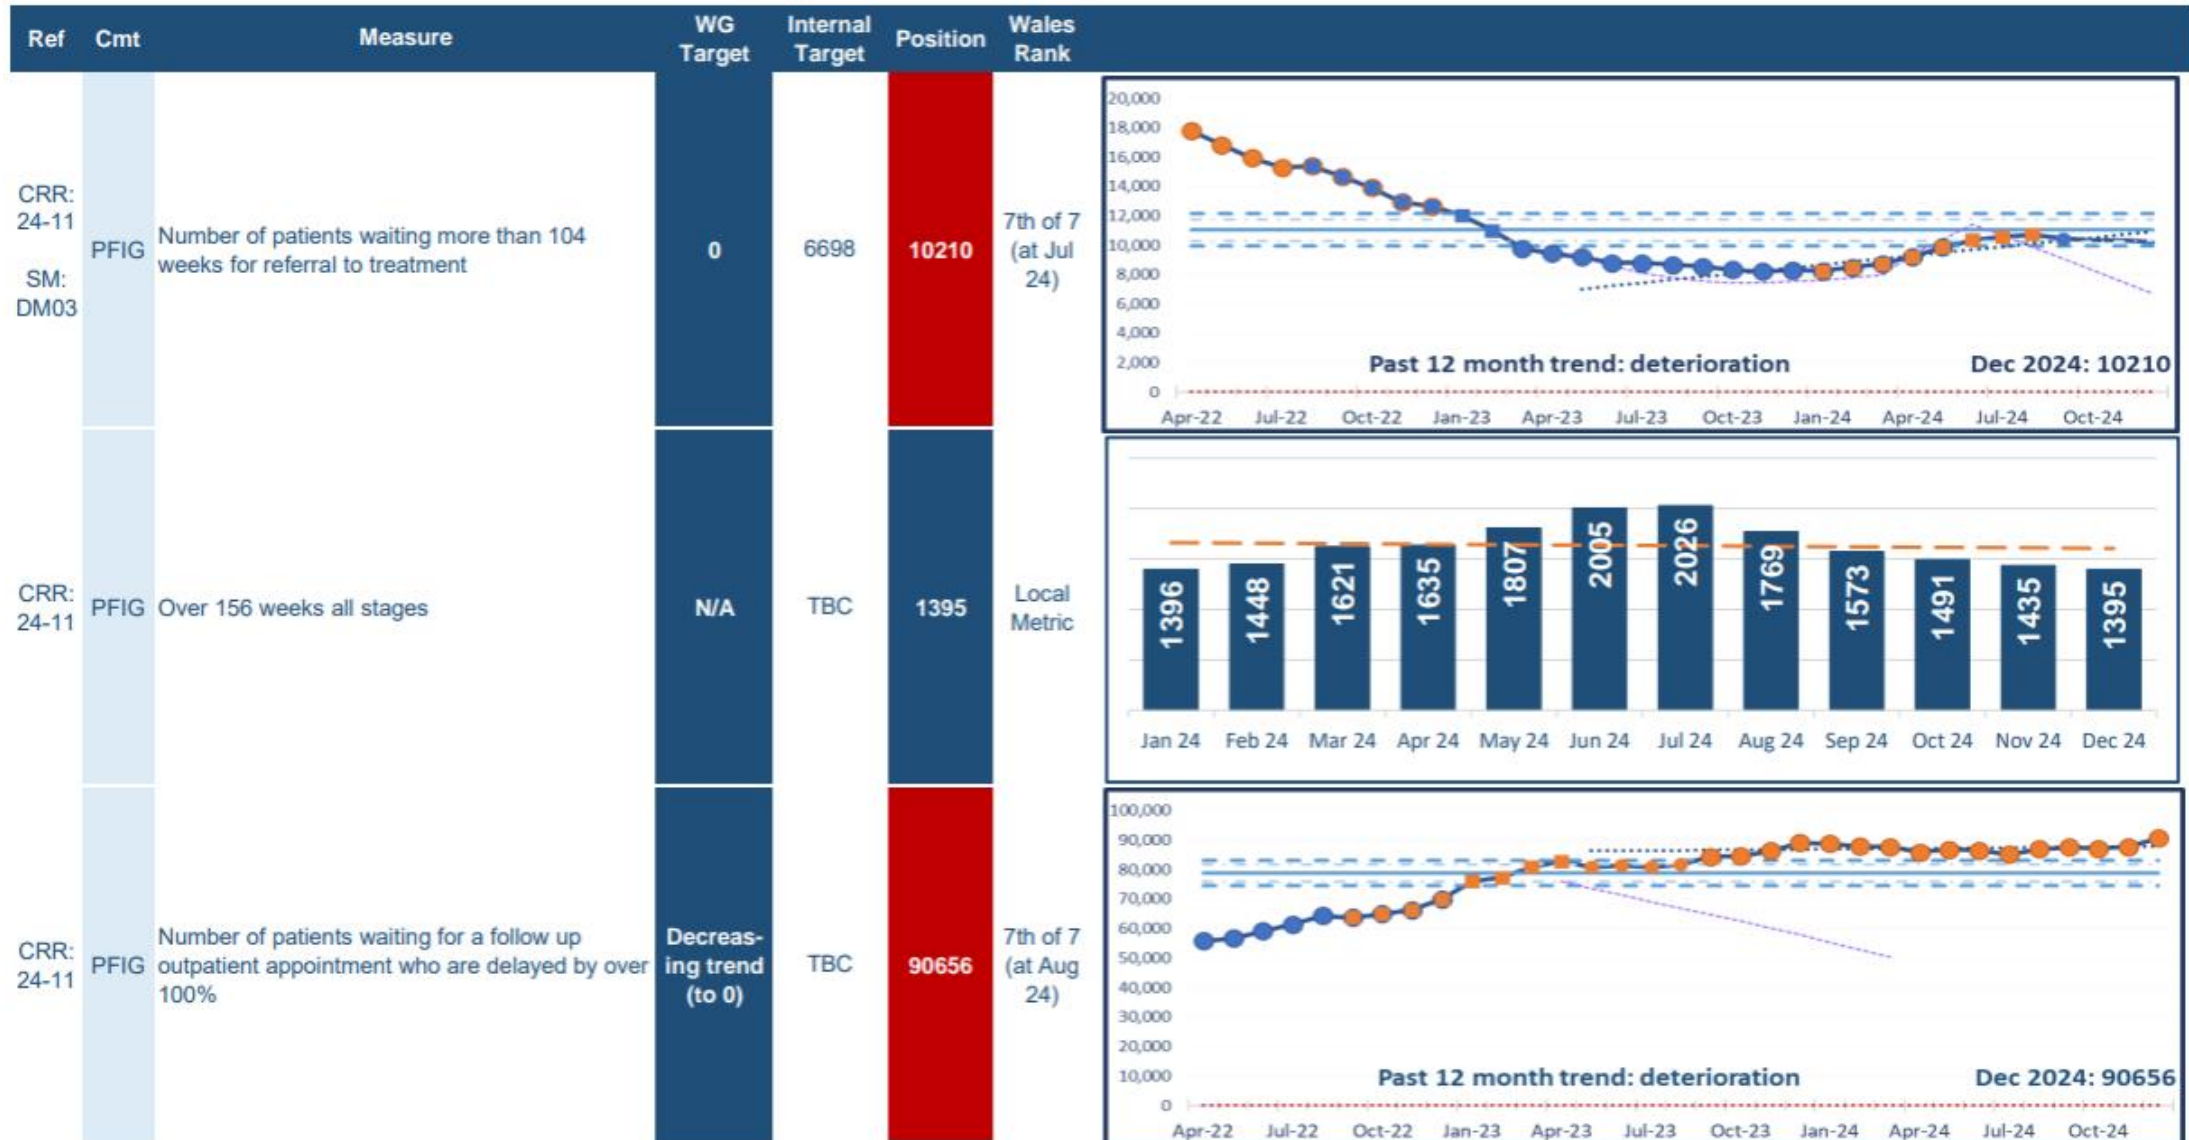 Ref Cmt Measure WG Target Internal Target Position Wales Rank
CRR: 24-11
SM: DM03
PFIG
Number of patients waiting more than 104
weeks for referral to treatment
0
6698
10210
7th of 7
(at Jul
24)
20,000
18,000
16,000
14,000
12,000
10,000
8,000
6,000
4,000
2,000
0
Past 12 month trend: deterioration
Dec 2024: 10210
Apr-22 Jul-22 Oct-22 Jan-23 Apr-23 Jul-23 Oct-23 Jan-24 Apr-24 Jul-24 Oct-24
CRR:
24-11
PFIG
Over 156 weeks all stages
N/A
TBC
1395
Local
Metric
1396 1448 1621 1635 1807 2005 2026 1769 1573 1491 1435 1395
Jan 24 Feb 24 Mar 24 Apr 24 May 24 Jun 24 Jul 24 Aug 24 Sep 24 Oct 24 Nov 24 Dec 24
CRR:
24-11
PFIG
Number of patients waiting for a follow up
outpatient appointment who are delayed by over
100%
Decreas-
ing trend
(to 0)
TBC
90656
7th of 7
(at Aug
24)
100,000
90,000
80,000
70,000
60,000
50,000
40,000
30,000
20,000
10,000
0
Past 12 month trend: deterioration
Dec 2024: 90656
Apr-22 Jul-22 Oct-22 Jan-23 Apr-23 Jul-23 Oct-23 Jan-24 Apr-24 Jul-24 Oct-24